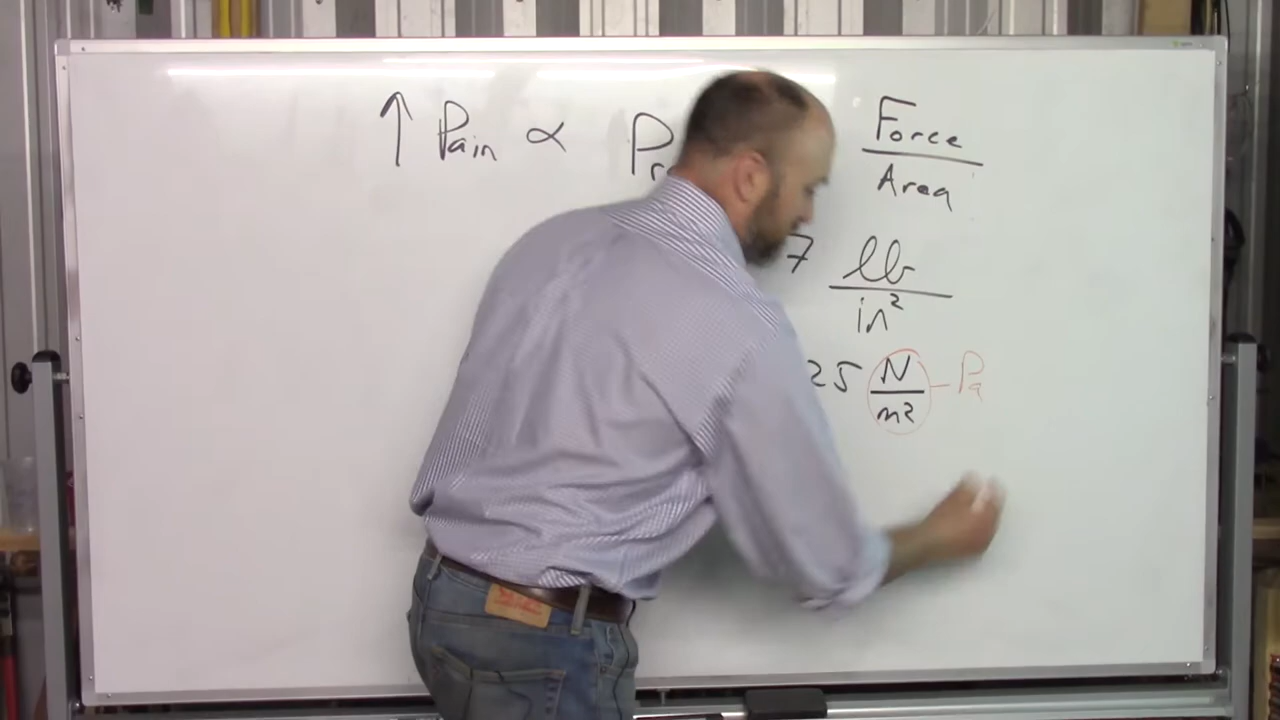 ↑ Pain ∝ Pr Force
Area
7 lb
in²
25 N
m² - Pa